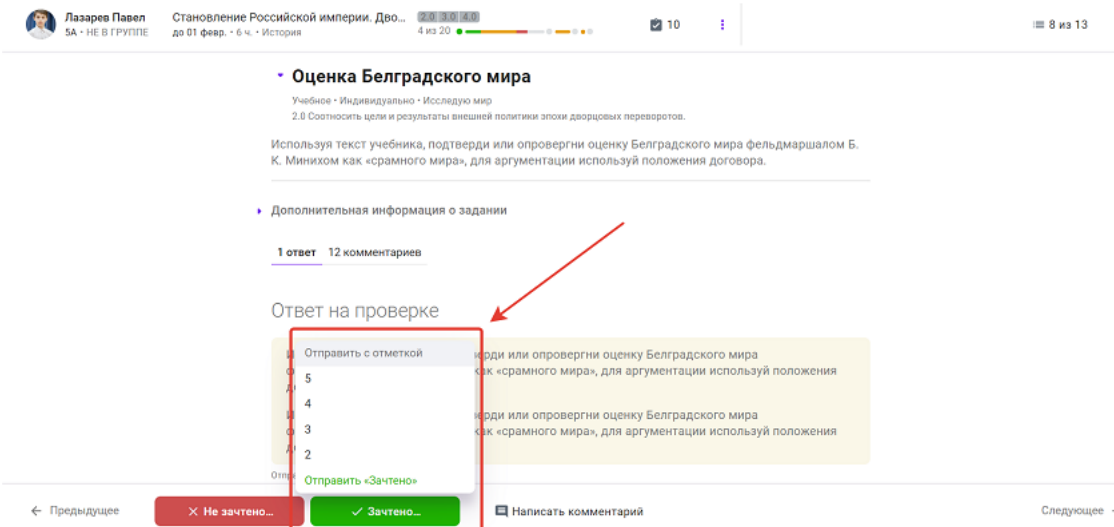 Лазарев Павел
5А • НЕ В ГРУППЕ
Становление Российской империи. Дво...
до 01 февр. • 6 ч. • История
2.0 3.0 4.0
4 из 20
10
8 из 13
Оценка Белградского мира
Учебное • Индивидуально • Исследую мир
2.0 Соотносить цели и результаты внешней политики эпохи дворцовых переворотов.
Используя текст учебника, подтверди или опровергни оценку Белградского мира фельдмаршалом Б.
К. Минихом как «срамного мира», для аргументации используй положения договора.
Дополнительная информация о задании
1 ответ 12 комментариев
Ответ на проверке
Отправить с отметкой
5
4
3
2
Отправить «Зачтено»
или опровергни оценку Белградского мира
как «срамного мира», для аргументации используй положения
или опровергни оценку Белградского мира
как «срамного мира», для аргументации используй положения
Предыдущее
Не зачтено...
Зачтено...
Написать комментарий
Следующее